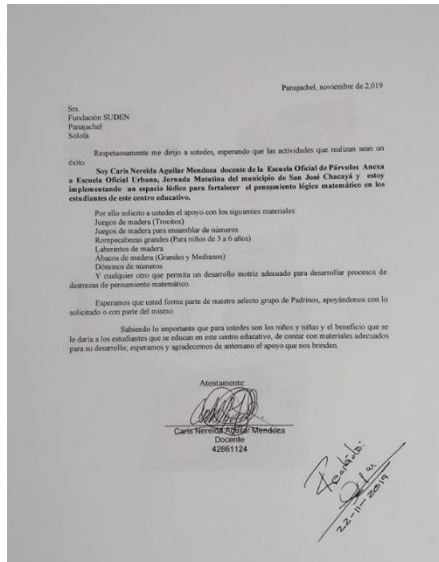 Panajachel, noviembre de 2,019
Srs.
Fundación SUDEN
Panajachel
Sololá
Respetuosamente me dirijo a ustedes, esperando que las actividades que realizan sean un
éxito.
Soy Caris Nereida Aguilar Mendoza docente de la Escuela Oficial de Párvulos Anexa
a Escuela Oficial Urbana, Jornada Matutina del municipio de San José Chacayá y estoy
implementando un espacio lúdico para fortalecer el pensamiento lógico matemático en los
estudiantes de este centro educativo.
Por ello solicito a ustedes el apoyo con los siguientes materiales
Juegos de madera (Trocitos)
Juegos de madera para ensamblar de números
Rompecabezas grandes (Para niños de 3 a 6 años)
Laberintos de madera
Ábacos de madera (Grandes y Medianos)
Dóminos de números
Y cualquier otro que permita un desarrollo motriz adecuado para desarrollar procesos de
destrezas de pensamiento matemático.
Esperamos que usted forme parte de nuestro selecto grupo de Padrinos, apoyándonos con lo
solicitado o con parte del mismo.
Sabiendo lo importante que para ustedes son los niños y niñas y el beneficio que se
le daría a los estudiantes que se educan en este centro educativo, de contar con materiales adecuados
para su desarrollo; esperamos y agradecemos de antemano el apoyo que nos brinden.
Atentamente
Caris Nereida Aguilar Mendoza
Docente
42861124
Recibido:
22-11-2019